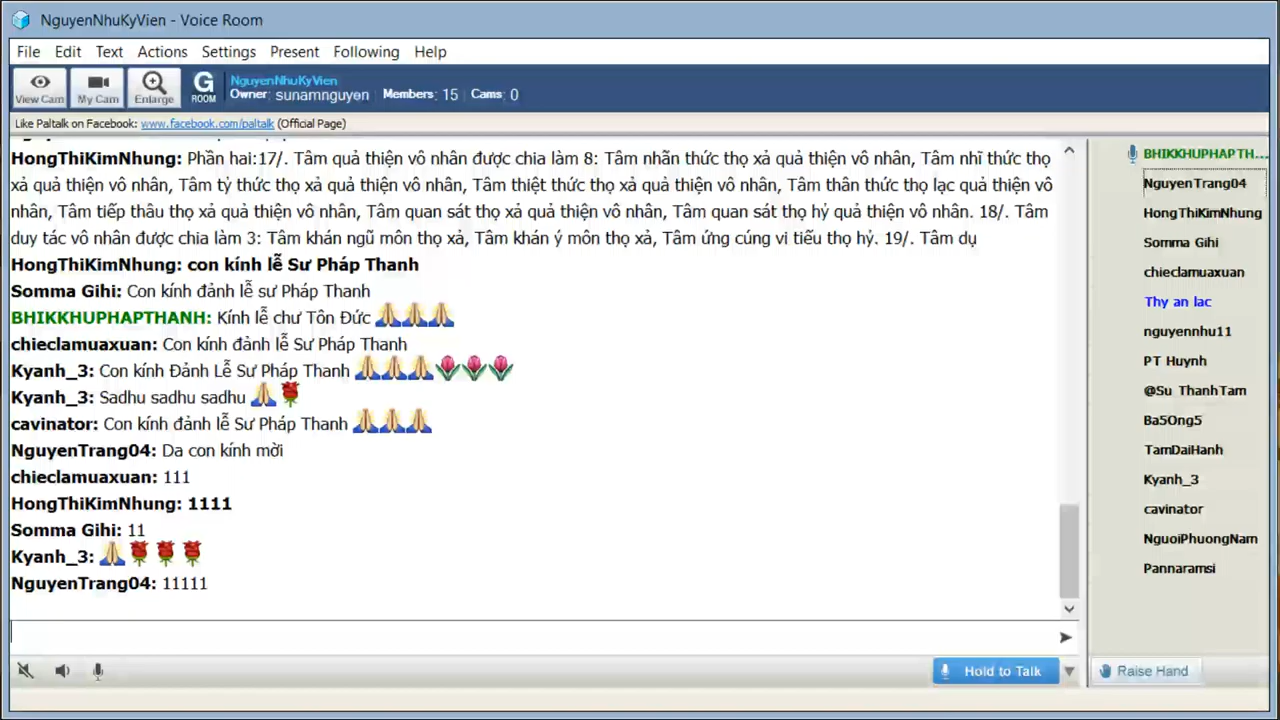 NguyenNhuKyVien - Voice Room
File Edit Text Actions Settings Present Following Help
View Cam My Cam Enlarge G ROOM NguyenNhuKyVien
Owner: sunamnguyen Members: 15 Cams: 0
Like Paltalk on Facebook: www.facebook.com/paltalk (Official Page)
HongThiKimNhung: Phần hai:17/. Tâm quả thiện vô nhân được chia làm 8: Tâm nhãn thức thọ xả quả thiện vô nhân, Tâm nhĩ thức thọ
xả quả thiện vô nhân, Tâm tỷ thức thọ xả quả thiện vô nhân, Tâm thiệt thức thọ xả quả thiện vô nhân, Tâm thân thức thọ lạc quả thiện vô
nhân, Tâm tiếp thâu thọ xả quả thiện vô nhân, Tâm quan sát thọ xả quả thiện vô nhân, Tâm quan sát thọ hỷ quả thiện vô nhân. 18/. Tâm
duy tác vô nhân được chia làm 3: Tâm khán ngũ môn thọ xả, Tâm khán ý môn thọ xả, Tâm ứng cúng vi tiếu thọ hỷ. 19/. Tâm dụ
HongThiKimNhung: con kính lễ Sư Pháp Thanh
Somma Gihi: Con kính đảnh lễ sư Pháp Thanh
BHIKKHUPHAPTHANH: Kính lễ chư Tôn Đức 🙏🙏🙏
chieclamuaxuan: Con kính đảnh lễ Sư Pháp Thanh
Kyanh_3: Con kính Đảnh Lễ Sư Pháp Thanh 🙏🙏🙏🌷🌷🌷
Kyanh_3: Sadhu sadhu sadhu 🙏🌹
cavinator: Con kính đảnh lễ Sư Pháp Thanh 🙏🙏🙏
NguyenTrang04: Da con kính mời
chieclamuaxuan: 111
HongThiKimNhung: 1111
Somma Gihi: 11
Kyanh_3: 🙏🌹🌹🌹
NguyenTrang04: 11111
Hold to Talk
BHIKKHUPHAPTH...
NguyenTrang04
HongThiKimNhung
Somma Gihi
chieclamuaxuan
Thy an lac
nguyennhu11
PT Huynh
@Su ThanhTam
Ba5Ong5
TamDaiHanh
Kyanh_3
cavinator
NguoiPhuongNam
Pannaramsi
Raise Hand